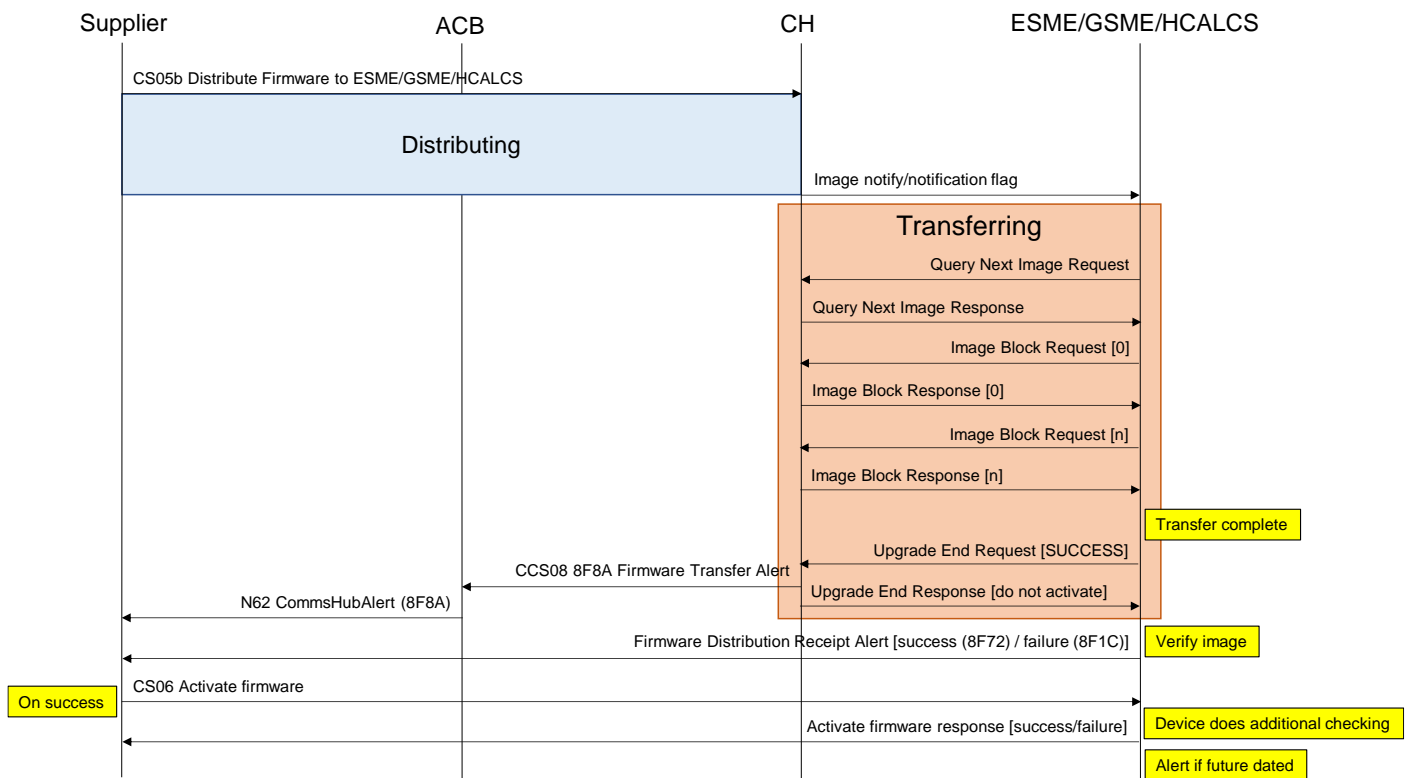 Supplier
ACB
CH
ESME/GSME/HCALCS
CS05b Distribute Firmware to ESME/GSME/HCALCS
Distributing
Image notify/notification flag
Transferring
Query Next Image Request
Query Next Image Response
Image Block Request [0]
Image Block Response [0]
Image Block Request [n]
Image Block Response [n]
Transfer complete
Upgrade End Request [SUCCESS]
CCS08 8F8A Firmware Transfer Alert
Upgrade End Response [do not activate]
N62 CommsHubAlert (8F8A)
Firmware Distribution Receipt Alert [success (8F72) / failure (8F1C)]
Verify image
CS06 Activate firmware
On success
Activate firmware response [success/failure]
Device does additional checking
Alert if future dated